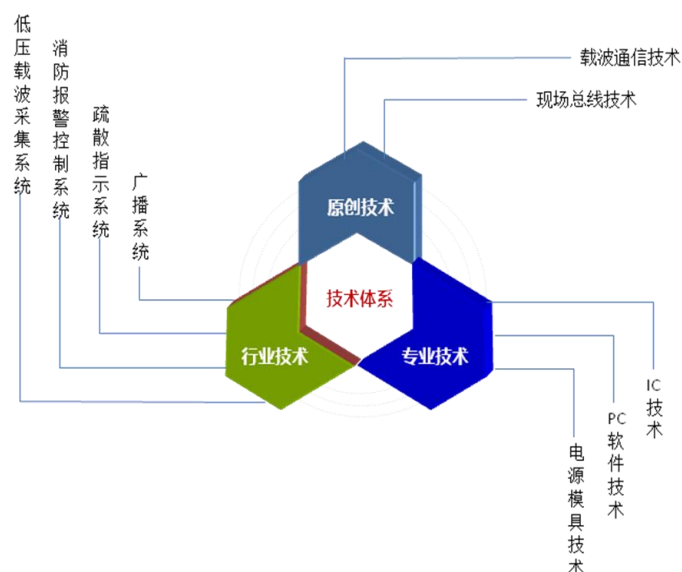 载波通信技术
现场总线技术
低压载波采集系统
消防报警控制系统
疏散指示系统
广播系统
原创技术
技术体系
行业技术
专业技术
IC技术
PC软件技术
电源模具技术